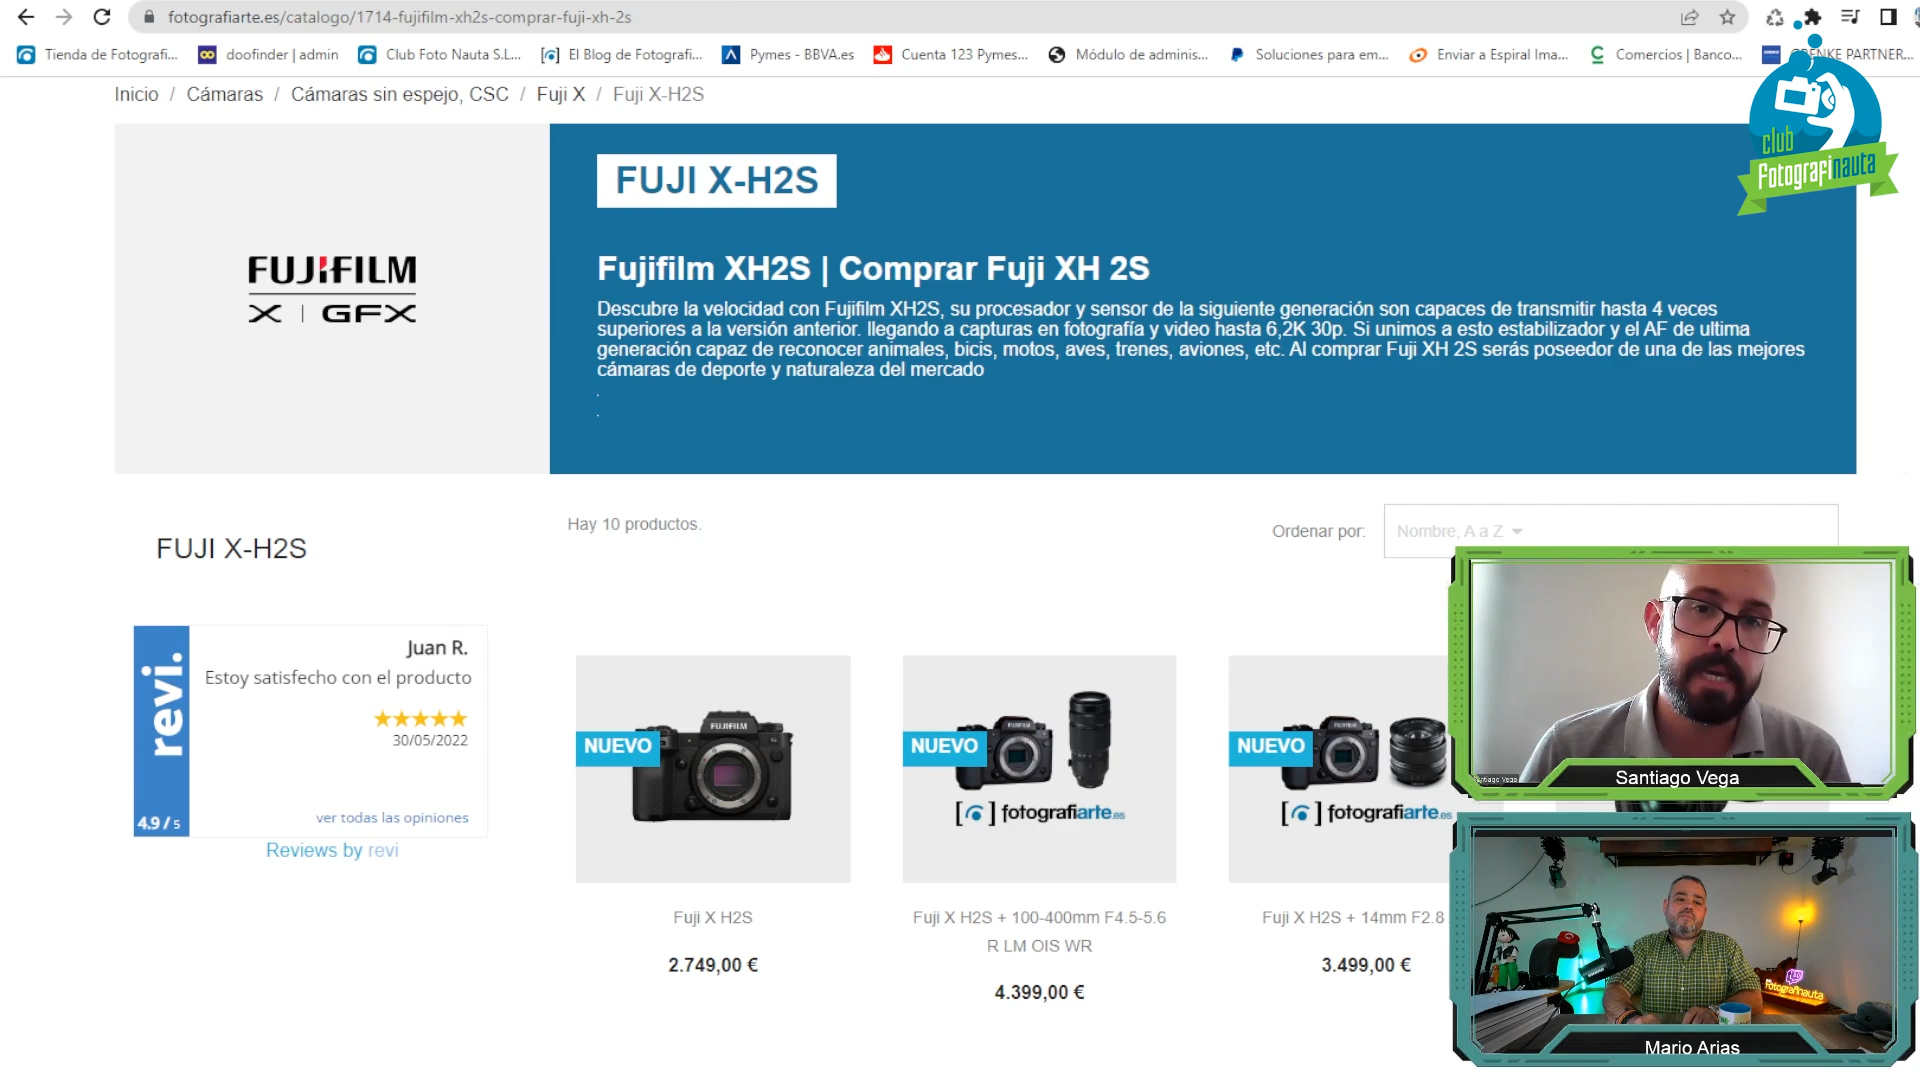 fotografiarte.es/catalogo/1714-fujifilm-xh2s-comprar-fuji-xh-2s
Tienda de Fotografi...
doofinder | admin
Club Foto Nauta S.L...
El Blog de Fotografi...
Pymes - BBVA.es
Cuenta 123 Pymes...
Módulo de adminis...
Soluciones para em...
Enviar a Espiral Ima...
Comercios | Banco...
GRENKE PARTNER...
Inicio / Cámaras / Cámaras sin espejo, CSC / Fuji X / Fuji X-H2S
club
Fotografinauta
FUJIFILM
X | GFX
FUJI X-H2S
Fujifilm XH2S | Comprar Fuji XH 2S
Descubre la velocidad con Fujifilm XH2S, su procesador y sensor de la siguiente generación son capaces de transmitir hasta 4 veces
superiores a la versión anterior. llegando a capturas en fotografía y video hasta 6,2K 30p. Si unimos a esto estabilizador y el AF de ultima
generación capaz de reconocer animales, bicis, motos, aves, trenes, aviones, etc. Al comprar Fuji XH 2S serás poseedor de una de las mejores
cámaras de deporte y naturaleza del mercado
.
.
FUJI X-H2S
Hay 10 productos.
Ordenar por:
Nombre, A a Z
revi.
4.9 / 5
Juan R.
Estoy satisfecho con el producto
30/05/2022
ver todas las opiniones
Reviews by revi
NUEVO
FUJIFILM
Fuji X H2S
2.749,00 €
NUEVO
FUJIFILM
[ ] fotografiarte.es
Fuji X H2S + 100-400mm F4.5-5.6
R LM OIS WR
4.399,00 €
NUEVO
FUJIFILM
[ ] fotografiarte.es
Fuji X H2S + 14mm F2.8
3.499,00 €
Santiago Vega
Santiago Vega
Fotografinauta
Mario Arias